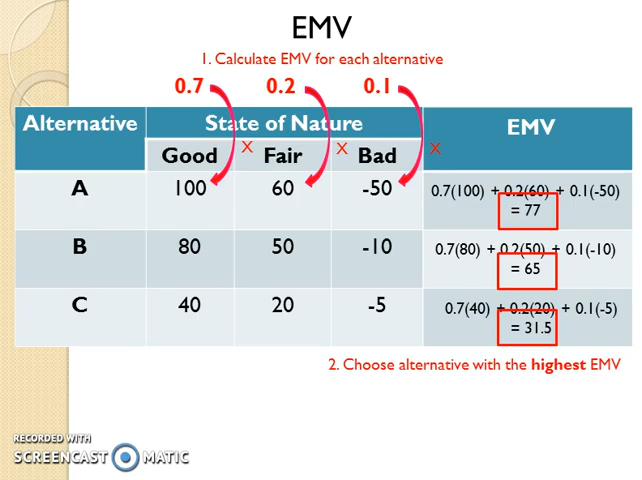 EMV
1. Calculate EMV for each alternative
0.7 0.2 0.1
Alternative State of Nature EMV
Good x Fair x Bad x
A 100 60 -50 0.7(100) + 0.2(60) + 0.1(-50)
= 77
B 80 50 -10 0.7(80) + 0.2(50) + 0.1(-10)
= 65
C 40 20 -5 0.7(40) + 0.2(20) + 0.1(-5)
= 31.5
2. Choose alternative with the highest EMV
RECORDED WITH
SCREENCAST MATIC